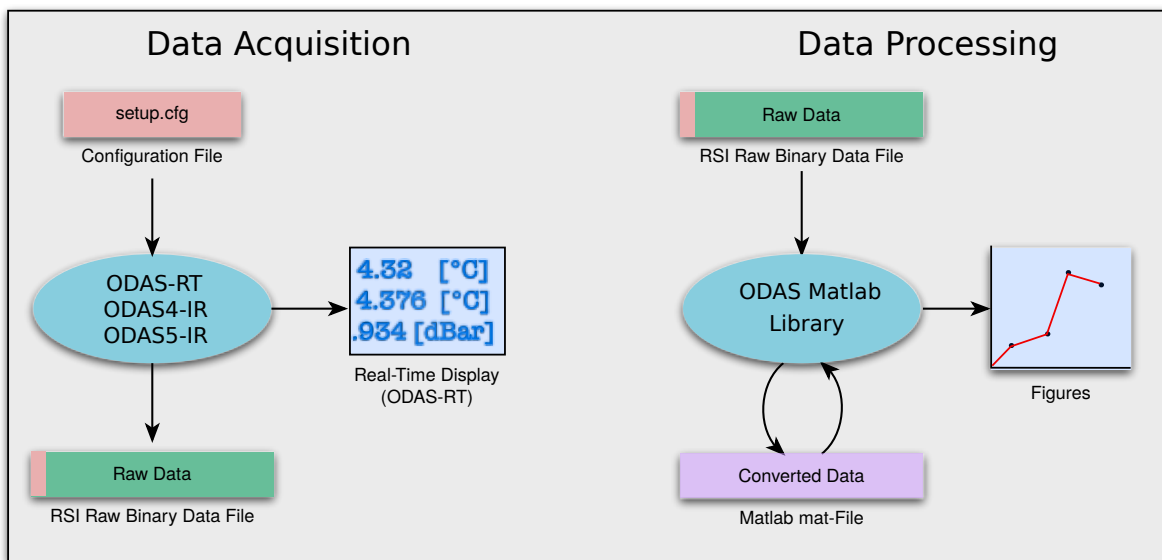 Data Acquisition
setup.cfg
Configuration File
ODAS-RT
ODAS4-IR
ODAS5-IR
4.32 [°C]
4.376 [°C]
.934 [dBar]
Real-Time Display
(ODAS-RT)
Raw Data
RSI Raw Binary Data File
Data Processing
Raw Data
RSI Raw Binary Data File
ODAS Matlab
Library
Figures
Converted Data
Matlab mat-File